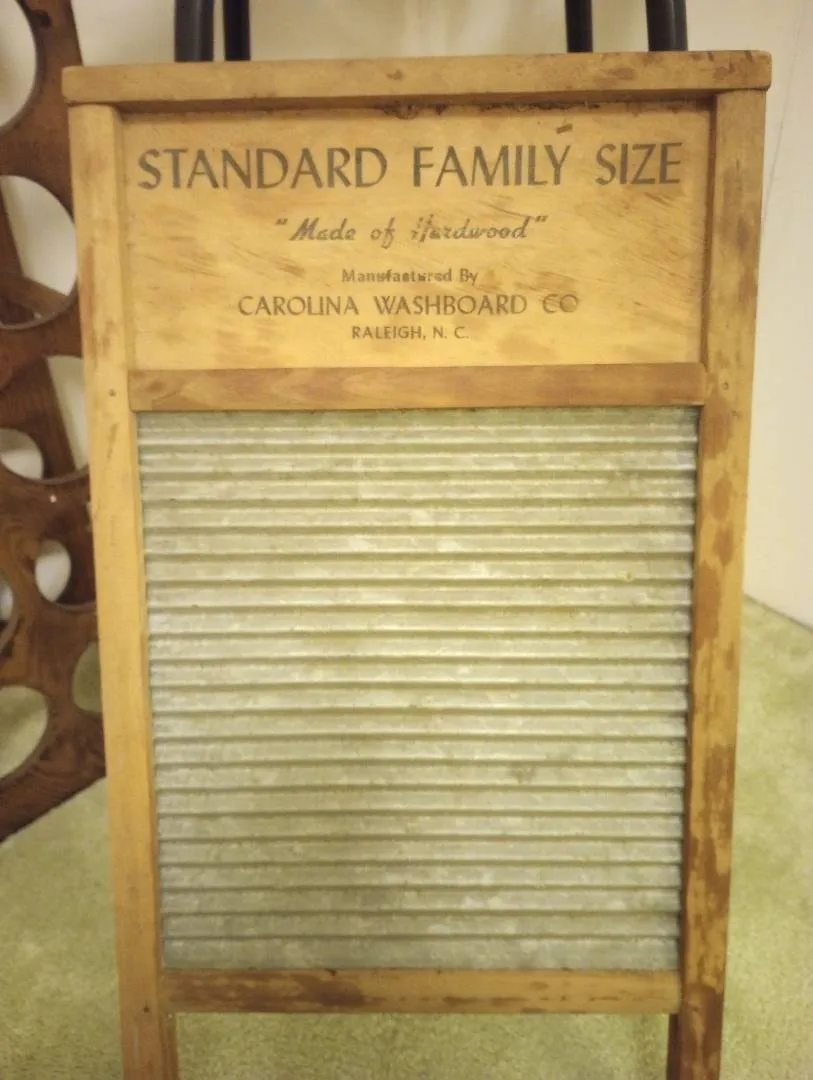 STANDARD FAMILY SIZE
"Made of Hardwood"
Manufactured By
CAROLINA WASHBOARD CO
RALEIGH, N. C.